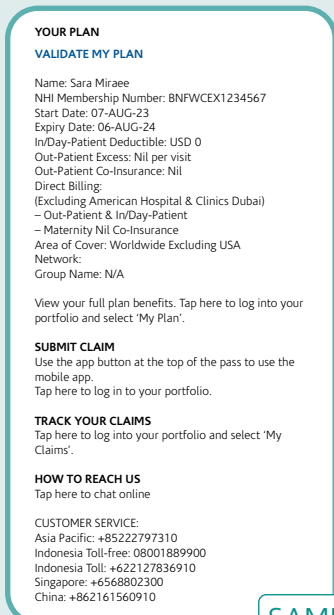 YOUR PLAN
VALIDATE MY PLAN
Name: Sara Miraee
NHI Membership Number: BNFWCEX1234567
Start Date: 07-AUG-23
Expiry Date: 06-AUG-24
In/Day-Patient Deductible: USD 0
Out-Patient Excess: Nil per visit
Out-Patient Co-Insurance: Nil
Direct Billing:
(Excluding American Hospital & Clinics Dubai)
– Out-Patient & In/Day-Patient
– Maternity Nil Co-Insurance
Area of Cover: Worldwide Excluding USA
Network:
Group Name: N/A
View your full plan benefits. Tap here to log into your
portfolio and select ‘My Plan’.
SUBMIT CLAIM
Use the app button at the top of the pass to use the
mobile app.
Tap here to log in to your portfolio.
TRACK YOUR CLAIMS
Tap here to log into your portfolio and select ‘My
Claims’.
HOW TO REACH US
Tap here to chat online
CUSTOMER SERVICE:
Asia Pacific: +85222797310
Indonesia Toll-free: 08001889900
Indonesia Toll: +622127836910
Singapore: +6568802300
China: +862161560910